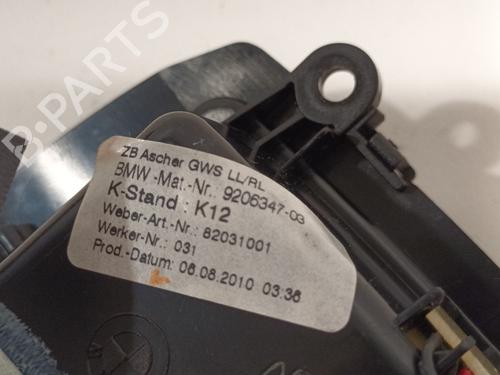 B-PARTS
ZB Ascher GWS LL/RL
BMW -Mat.-Nr.: 9206347-03
K-Stand : K12
Weber-Art.-Nr.: 82031001
Werker-Nr.: 031
Prod.-Datum: 06.08.2010 03:36